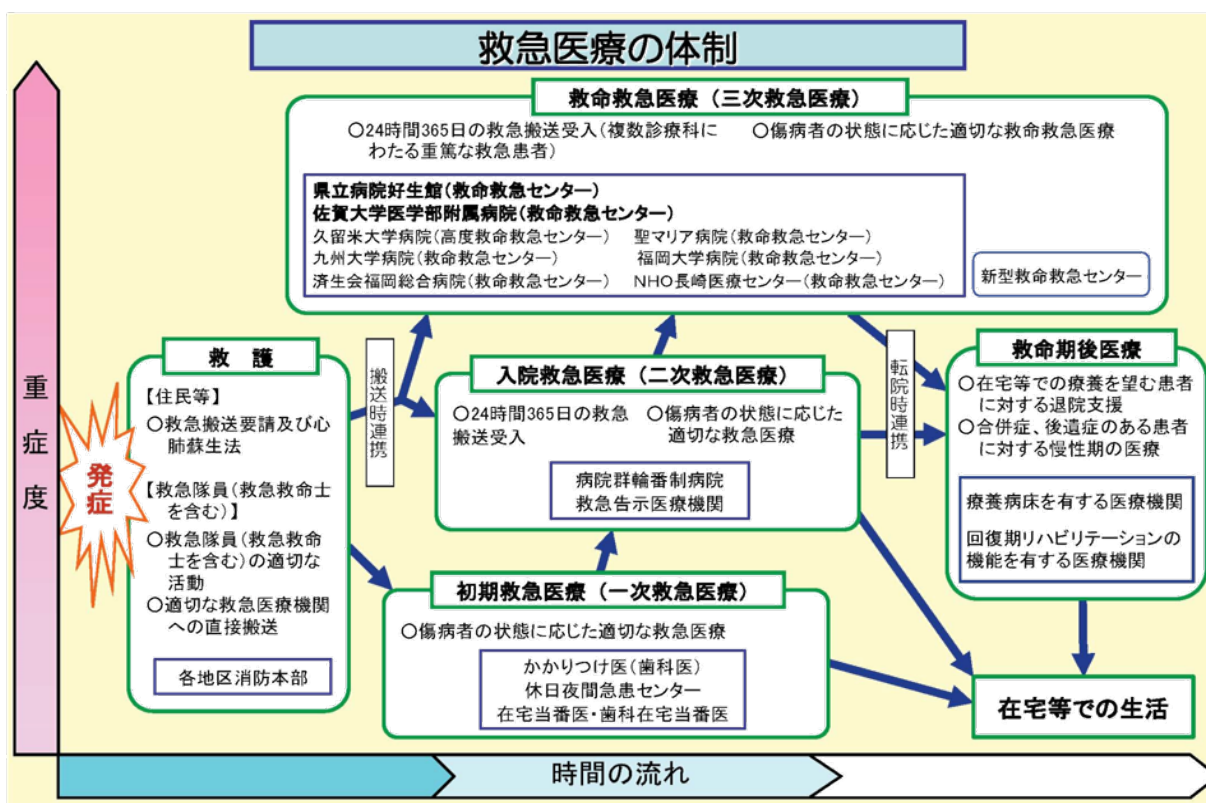 救急医療の体制
救命救急医療（三次救急医療）
○24時間365日の救急搬送受入(複数診療科に
わたる重篤な救急患者)
○傷病者の状態に応じた適切な救命救急医療
県立病院好生館(救命救急センター)
佐賀大学医学部附属病院(救命救急センター)
久留米大学病院(高度救命救急センター)
聖マリア病院(救命救急センター)
九州大学病院(救命救急センター)
福岡大学病院(救命救急センター)
済生会福岡総合病院(救命救急センター)
NHO長崎医療センター(救命救急センター)
新型救命救急センター
重症度
発症
救　護
【住民等】
○救急搬送要請及び心
肺蘇生法
【救急隊員(救急救命士
を含む)】
○救急隊員(救急救命
士を含む)の適切な
活動
○適切な救急医療機関
への直接搬送
各地区消防本部
搬送時連携
入院救急医療（二次救急医療）
○24時間365日の救急
搬送受入
○傷病者の状態に応じた
適切な救急医療
病院群輪番制病院
救急告示医療機関
初期救急医療（一次救急医療）
○傷病者の状態に応じた適切な救急医療
かかりつけ医(歯科医)
休日夜間急患センター
在宅当番医・歯科在宅当番医
転院時連携
救命期後医療
○在宅等での療養を望む患者
に対する退院支援
○合併症、後遺症のある患者
に対する慢性期の医療
療養病床を有する医療機関
回復期リハビリテーションの
機能を有する医療機関
在宅等での生活
時間の流れ